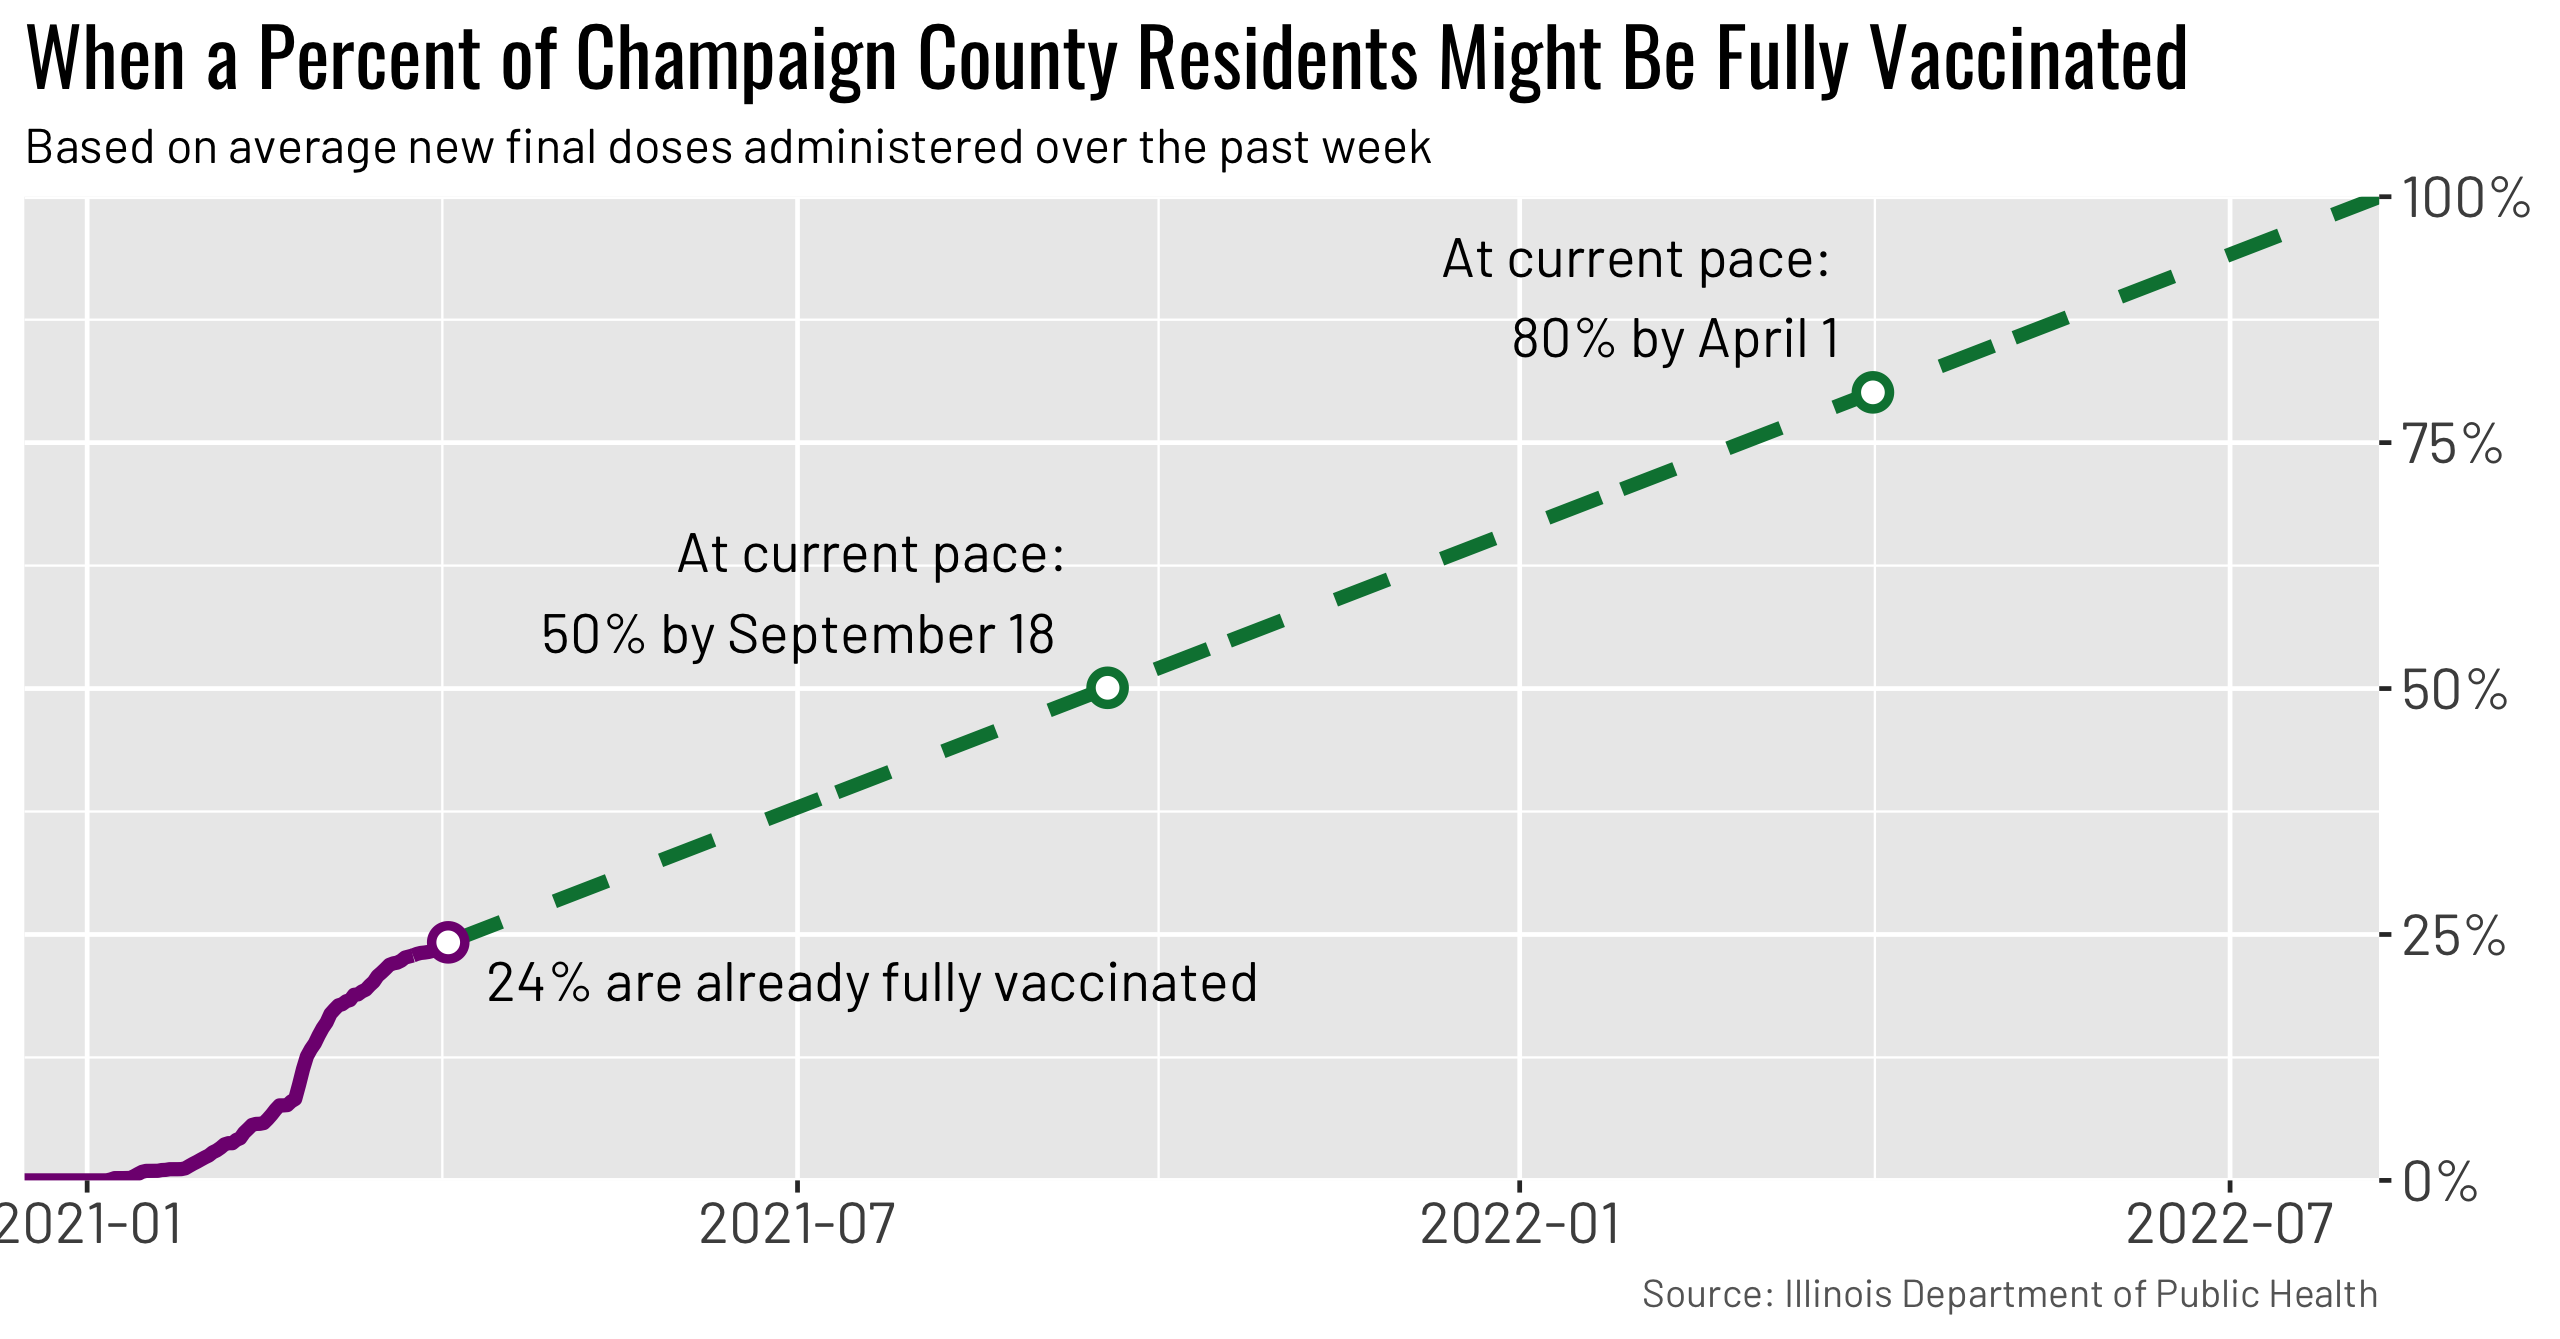 When a Percent of Champaign County Residents Might Be Fully Vaccinated
Based on average new final doses administered over the past week
100%
At current pace:
80% by April 1
75%
At current pace:
50% by September 18
50%
25%
24% are already fully vaccinated
0%
2021-01
2021-07
2022-01
2022-07
Source: Illinois Department of Public Health